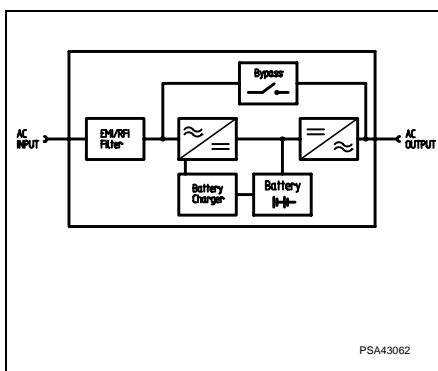 Bypass
AC
INPUT
EMI/RFI
Filter
AC
OUTPUT
Battery
Charger
Battery
PSA43062